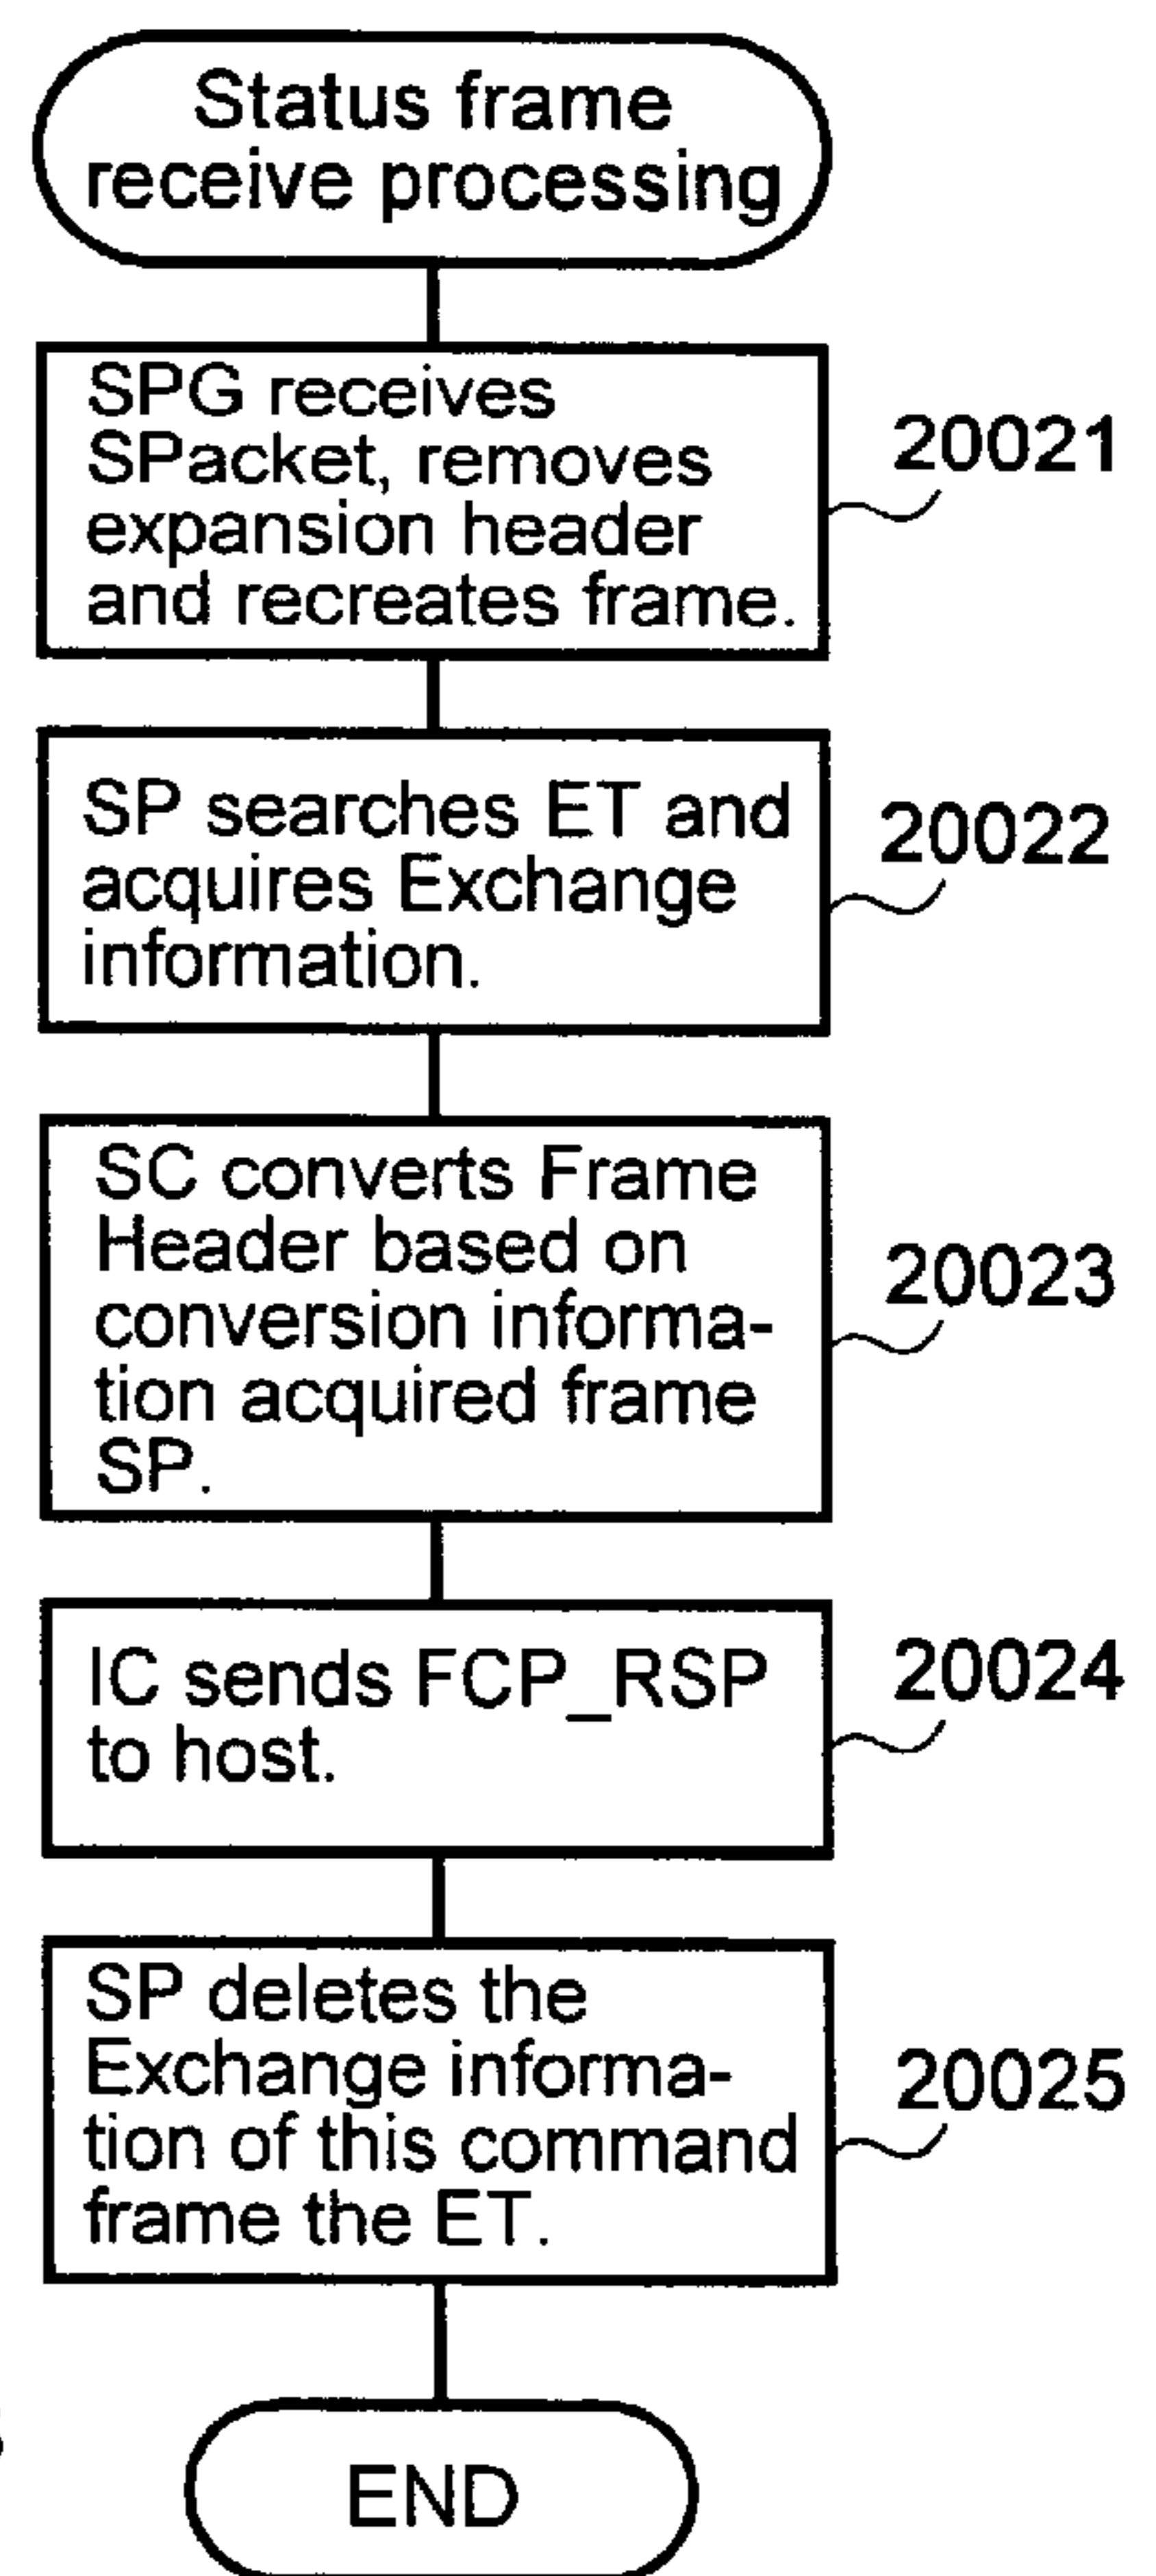 Status frame
receive processing
SPG receives
SPacket, removes
expansion header
and recreates frame.
20021
SP searches ET and
acquires Exchange
information.
20022
SC converts Frame
Header based on
conversion informa-
tion acquired frame
SP.
20023
IC sends FCP_RSP
to host.
20024
SP deletes the
Exchange informa-
tion of this command
frame the ET.
20025
END